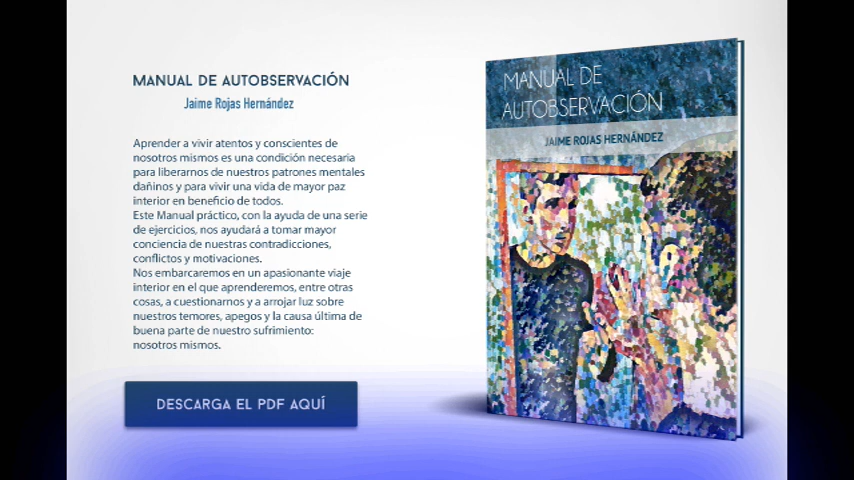 MANUAL DE AUTOBSERVACIÓN
Jaime Rojas Hernández
Aprender a vivir atentos y conscientes de
nosotros mismos es una condición necesaria
para liberarnos de nuestros patrones mentales
dañinos y para vivir una vida de mayor paz
interior en beneficio de todos.
Este Manual práctico, con la ayuda de una serie
de ejercicios, nos ayudará a tomar mayor
conciencia de nuestras contradicciones,
conflictos y motivaciones.
Nos embarcaremos en un apasionante viaje
interior en el que aprenderemos, entre otras
cosas, a cuestionarnos y a arrojar luz sobre
nuestros temores, apegos y la causa última de
buena parte de nuestro sufrimiento:
nosotros mismos.
DESCARGA EL PDF AQUÍ
MANUAL DE
AUTOBSERVACIÓN
JAIME ROJAS HERNÁNDEZ